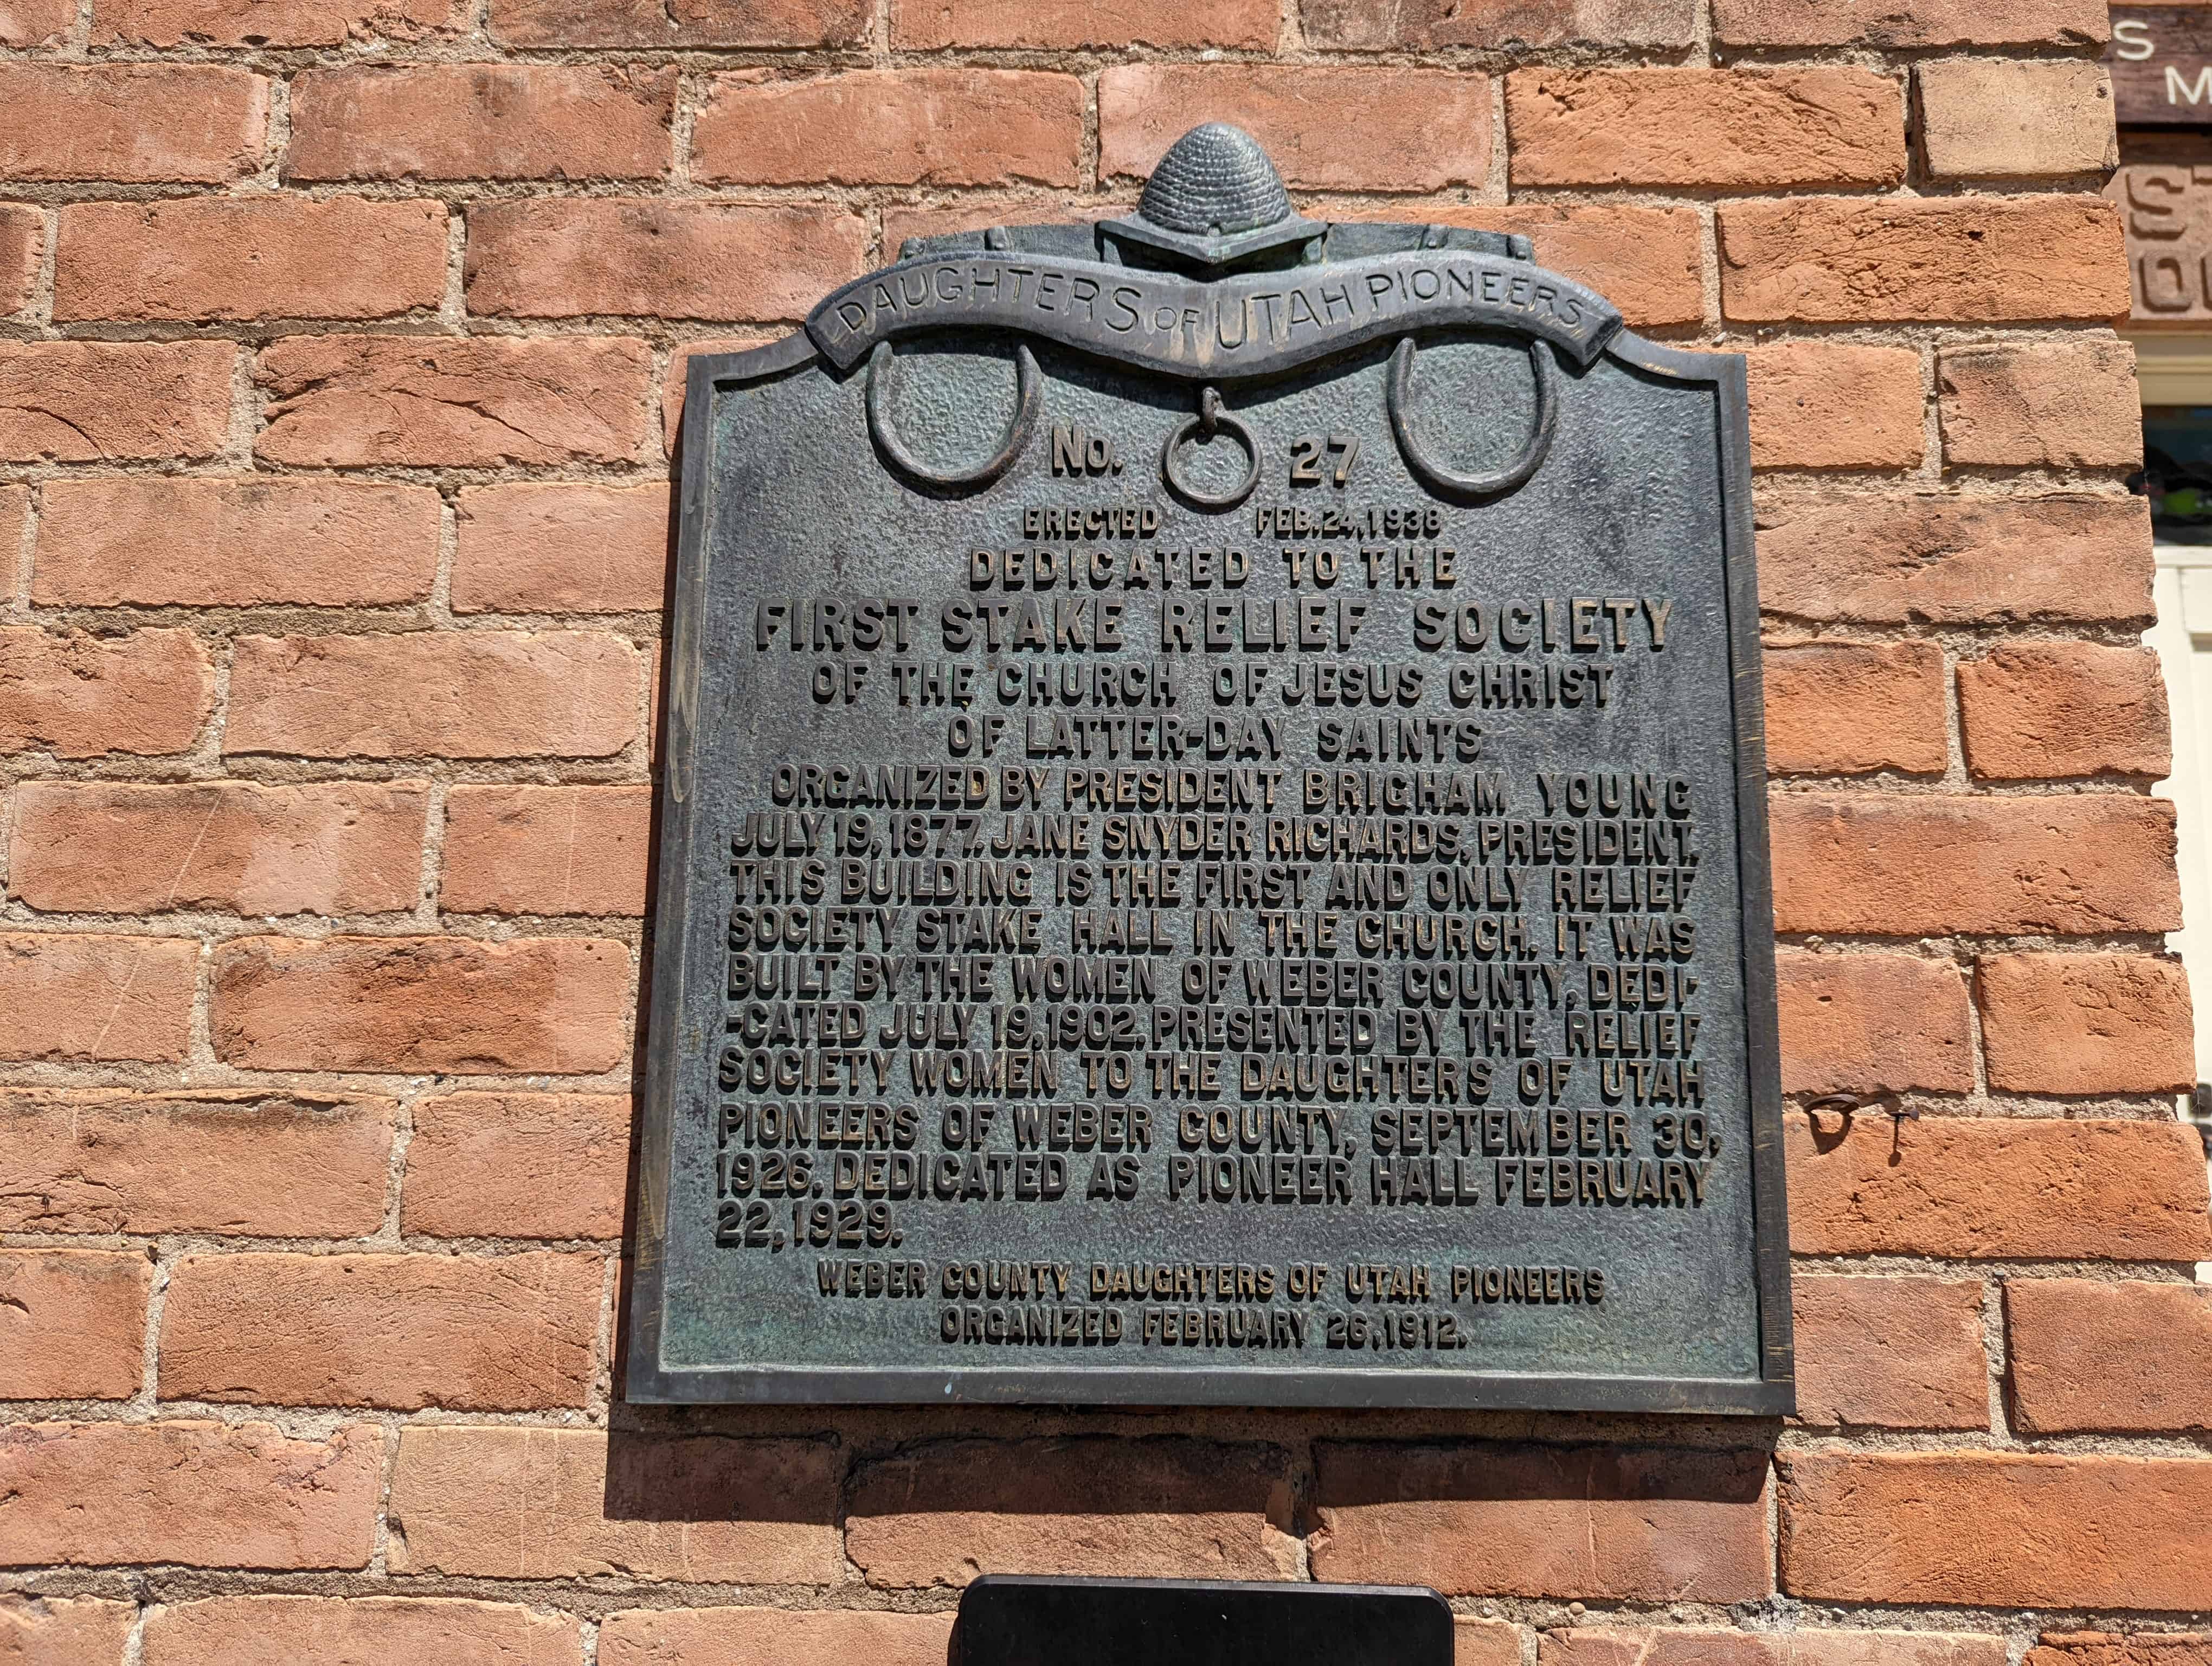 DAUGHTERS OF UTAH PIONEERS
No. 27
ERECTED FEB. 24, 1938
DEDICATED TO THE
FIRST STAKE RELIEF SOCIETY
OF THE CHURCH OF JESUS CHRIST
OF LATTER-DAY SAINTS
ORGANIZED BY PRESIDENT BRIGHAM YOUNG
JULY 19, 1877. JANE SNYDER RICHARDS, PRESIDENT.
THIS BUILDING IS THE FIRST AND ONLY RELIEF
SOCIETY STAKE HALL IN THE CHURCH. IT WAS
BUILT BY THE WOMEN OF WEBER COUNTY, DEDI-
-CATED JULY 19, 1902. PRESENTED BY THE RELIEF
SOCIETY WOMEN TO THE DAUGHTERS OF UTAH
PIONEERS OF WEBER COUNTY, SEPTEMBER 30,
1926. DEDICATED AS PIONEER HALL FEBRUARY
22, 1929.
WEBER COUNTY DAUGHTERS OF UTAH PIONEERS
ORGANIZED FEBRUARY 26, 1912.